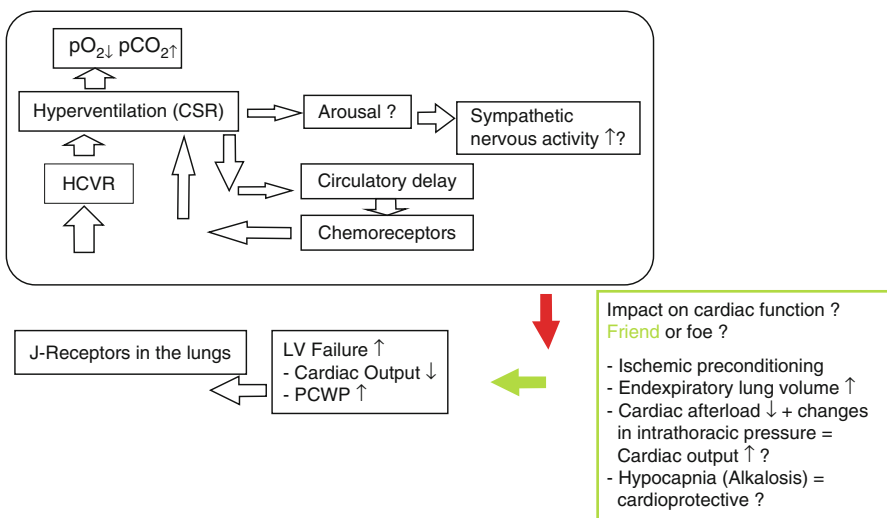 pO₂↓ pCO₂↑
Hyperventilation (CSR)
Arousal ?
Sympathetic
nervous activity ↑?
HCVR
Circulatory delay
Chemoreceptors
J-Receptors in the lungs
LV Failure ↑
- Cardiac Output ↓
- PCWP ↑
Impact on cardiac function ?
Friend or foe ?
- Ischemic preconditioning
- Endexpiratory lung volume ↑
- Cardiac afterload ↓ + changes
in intrathoracic pressure =
Cardiac output ↑ ?
- Hypocapnia (Alkalosis) =
cardioprotective ?